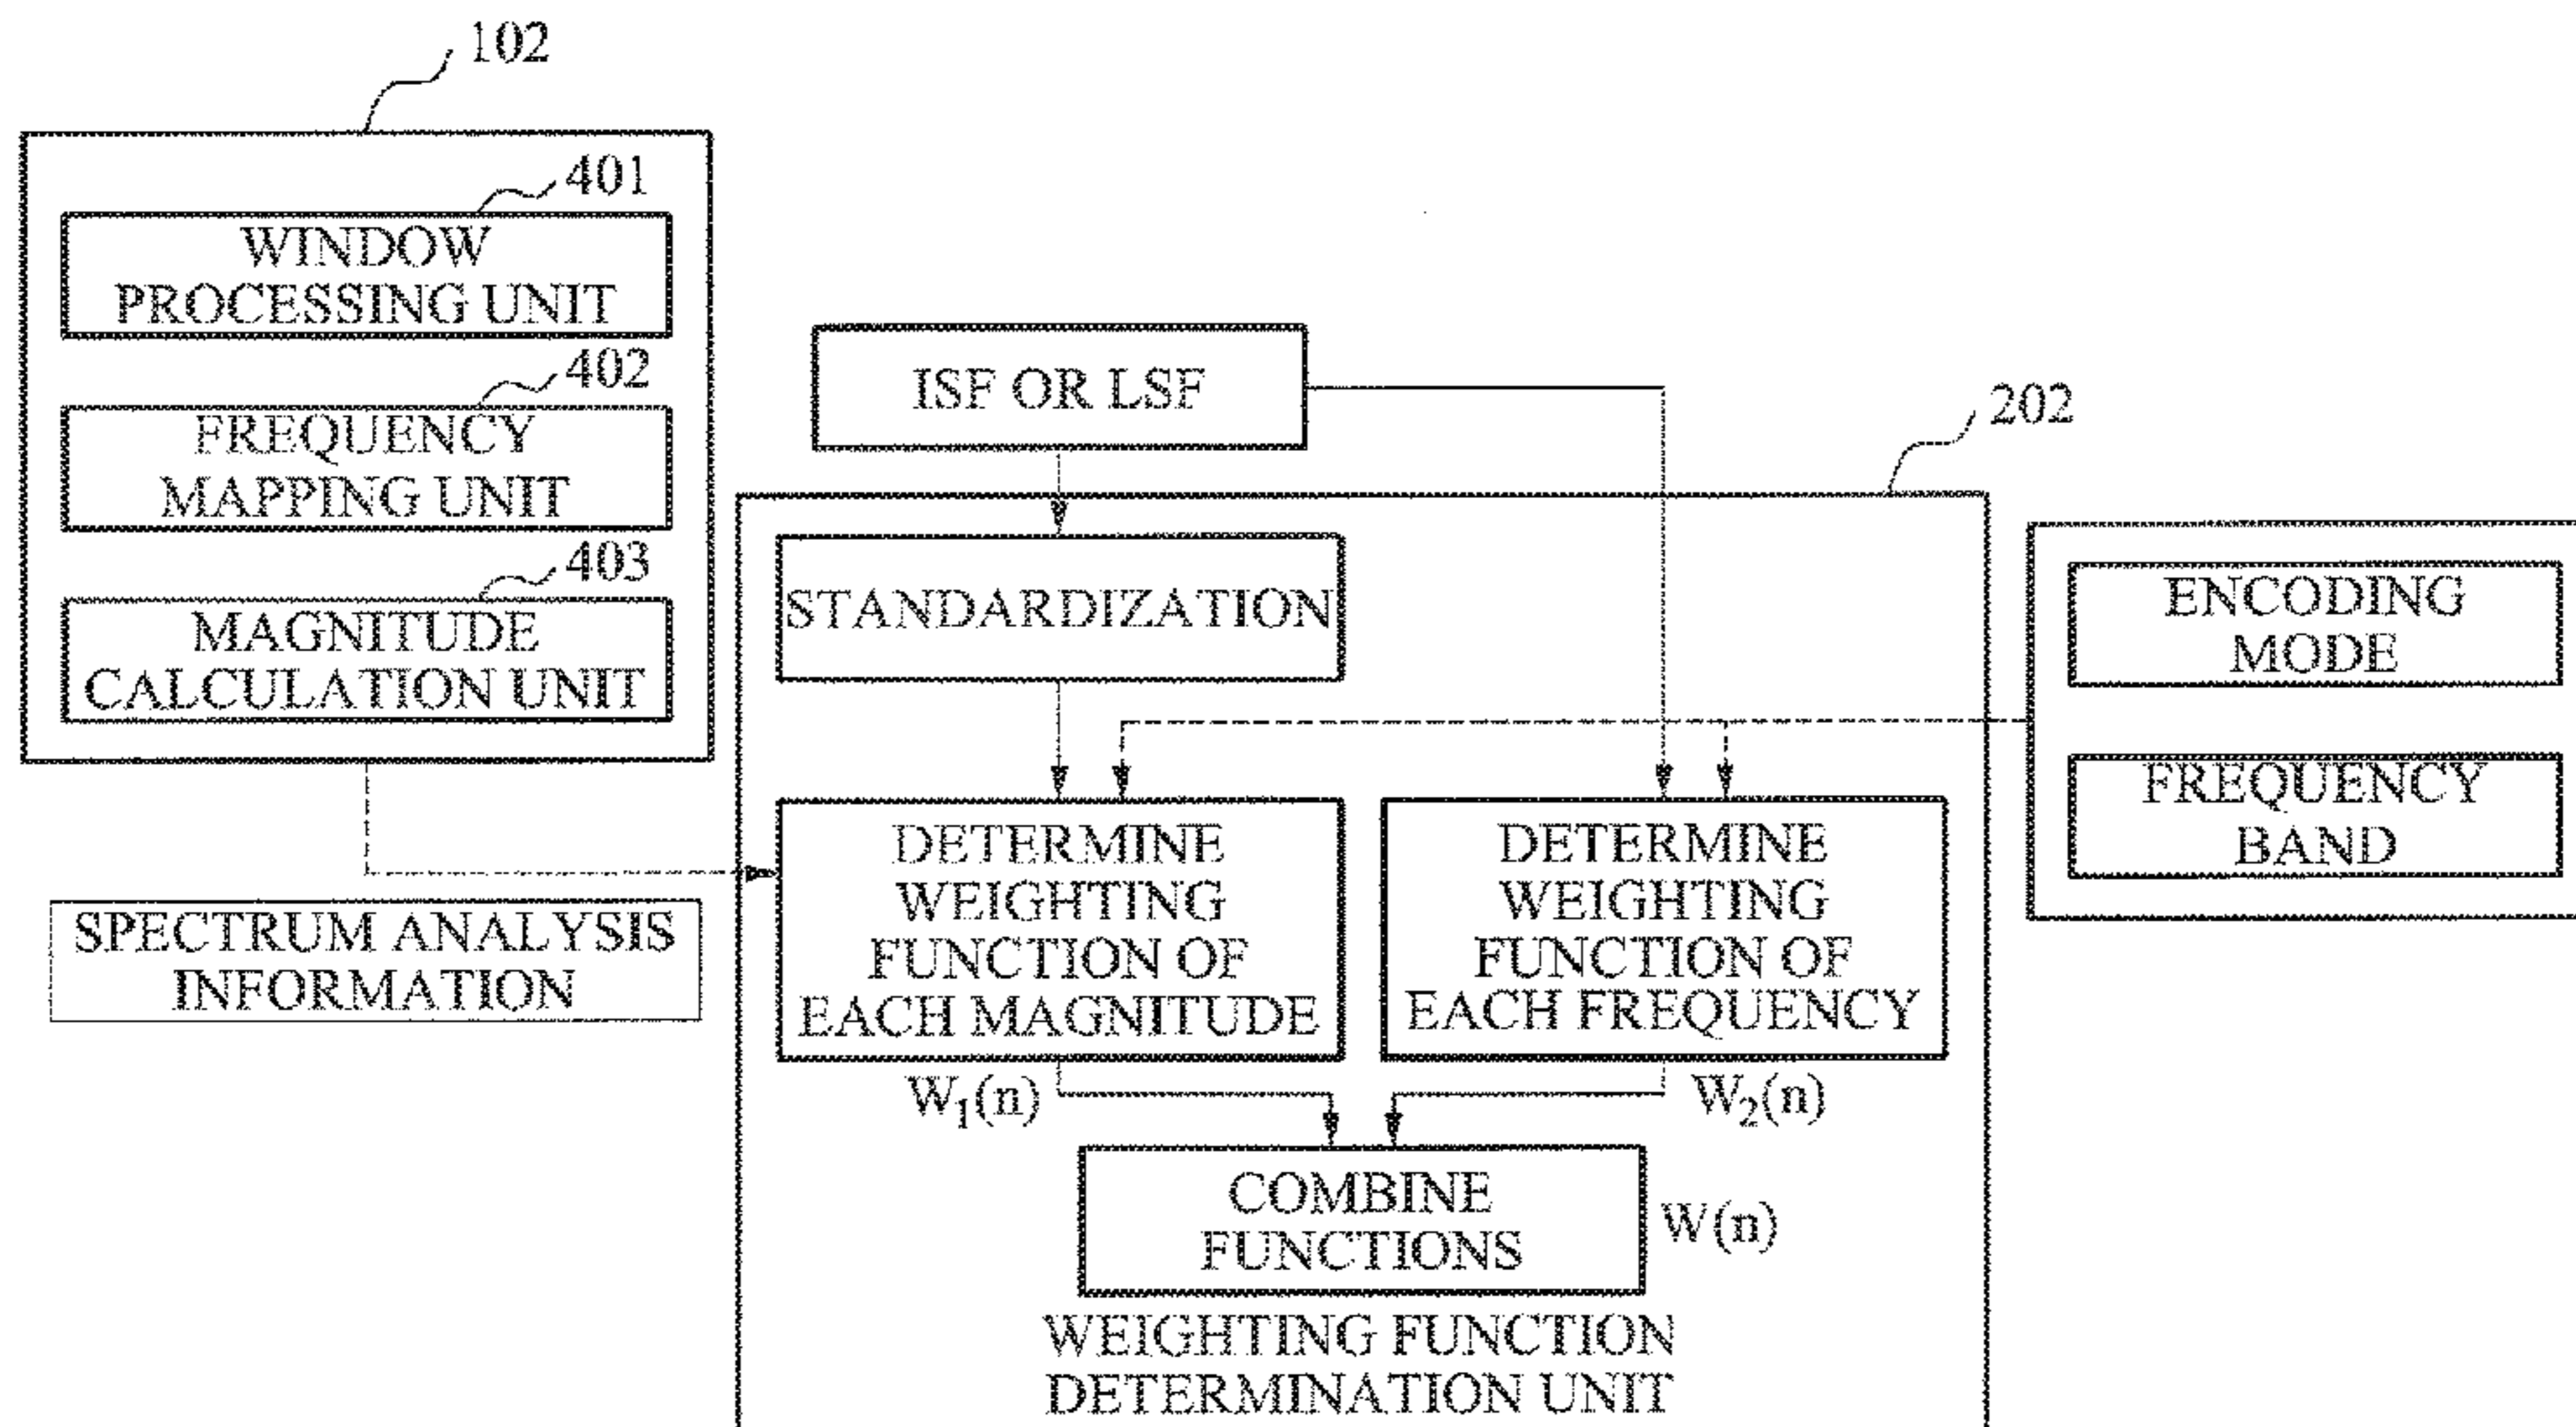 102
401
WINDOW
PROCESSING UNIT
402
FREQUENCY
MAPPING UNIT
403
MAGNITUDE
CALCULATION UNIT
SPECTRUM ANALYSIS
INFORMATION
ISF OR LSF
202
STANDARDIZATION
ENCODING
MODE
FREQUENCY
BAND
DETERMINE
WEIGHTING
FUNCTION OF
EACH MAGNITUDE
DETERMINE
WEIGHTING
FUNCTION OF
EACH FREQUENCY
W₁(n)
W₂(n)
COMBINE
FUNCTIONS
W(n)
WEIGHTING FUNCTION
DETERMINATION UNIT